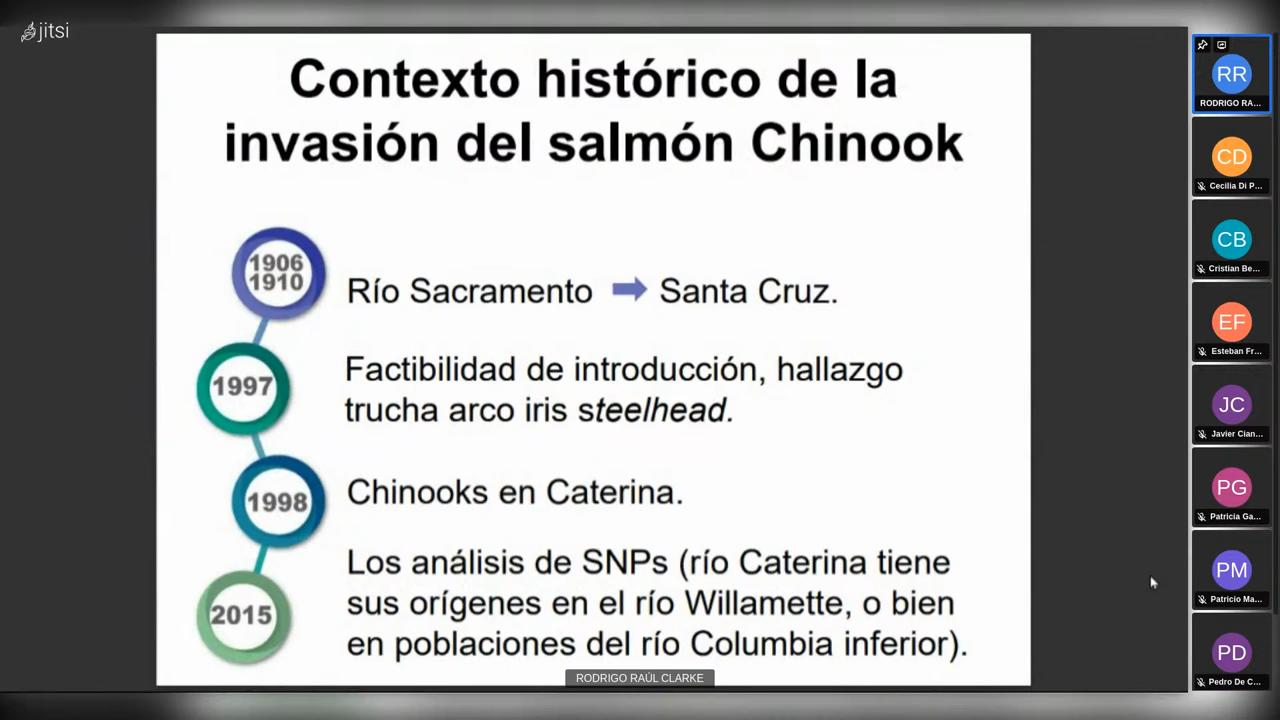 jitsi
Contexto histórico de la
invasión del salmón Chinook
1906
1910
Río Sacramento Santa Cruz.
1997
Factibilidad de introducción, hallazgo
trucha arco iris steelhead.
1998
Chinooks en Caterina.
2015
Los análisis de SNPs (río Caterina tiene
sus orígenes en el río Willamette, o bien
en poblaciones del río Columbia inferior).
RODRIGO RAÚL CLARKE
RR
RODRIGO RA...
CD
Cecilia Di P...
CB
Cristian Be...
EF
Esteban Fr...
JC
Javier Cian...
PG
Patricia Ga...
PM
Patricio Ma...
PD
Pedro De C...